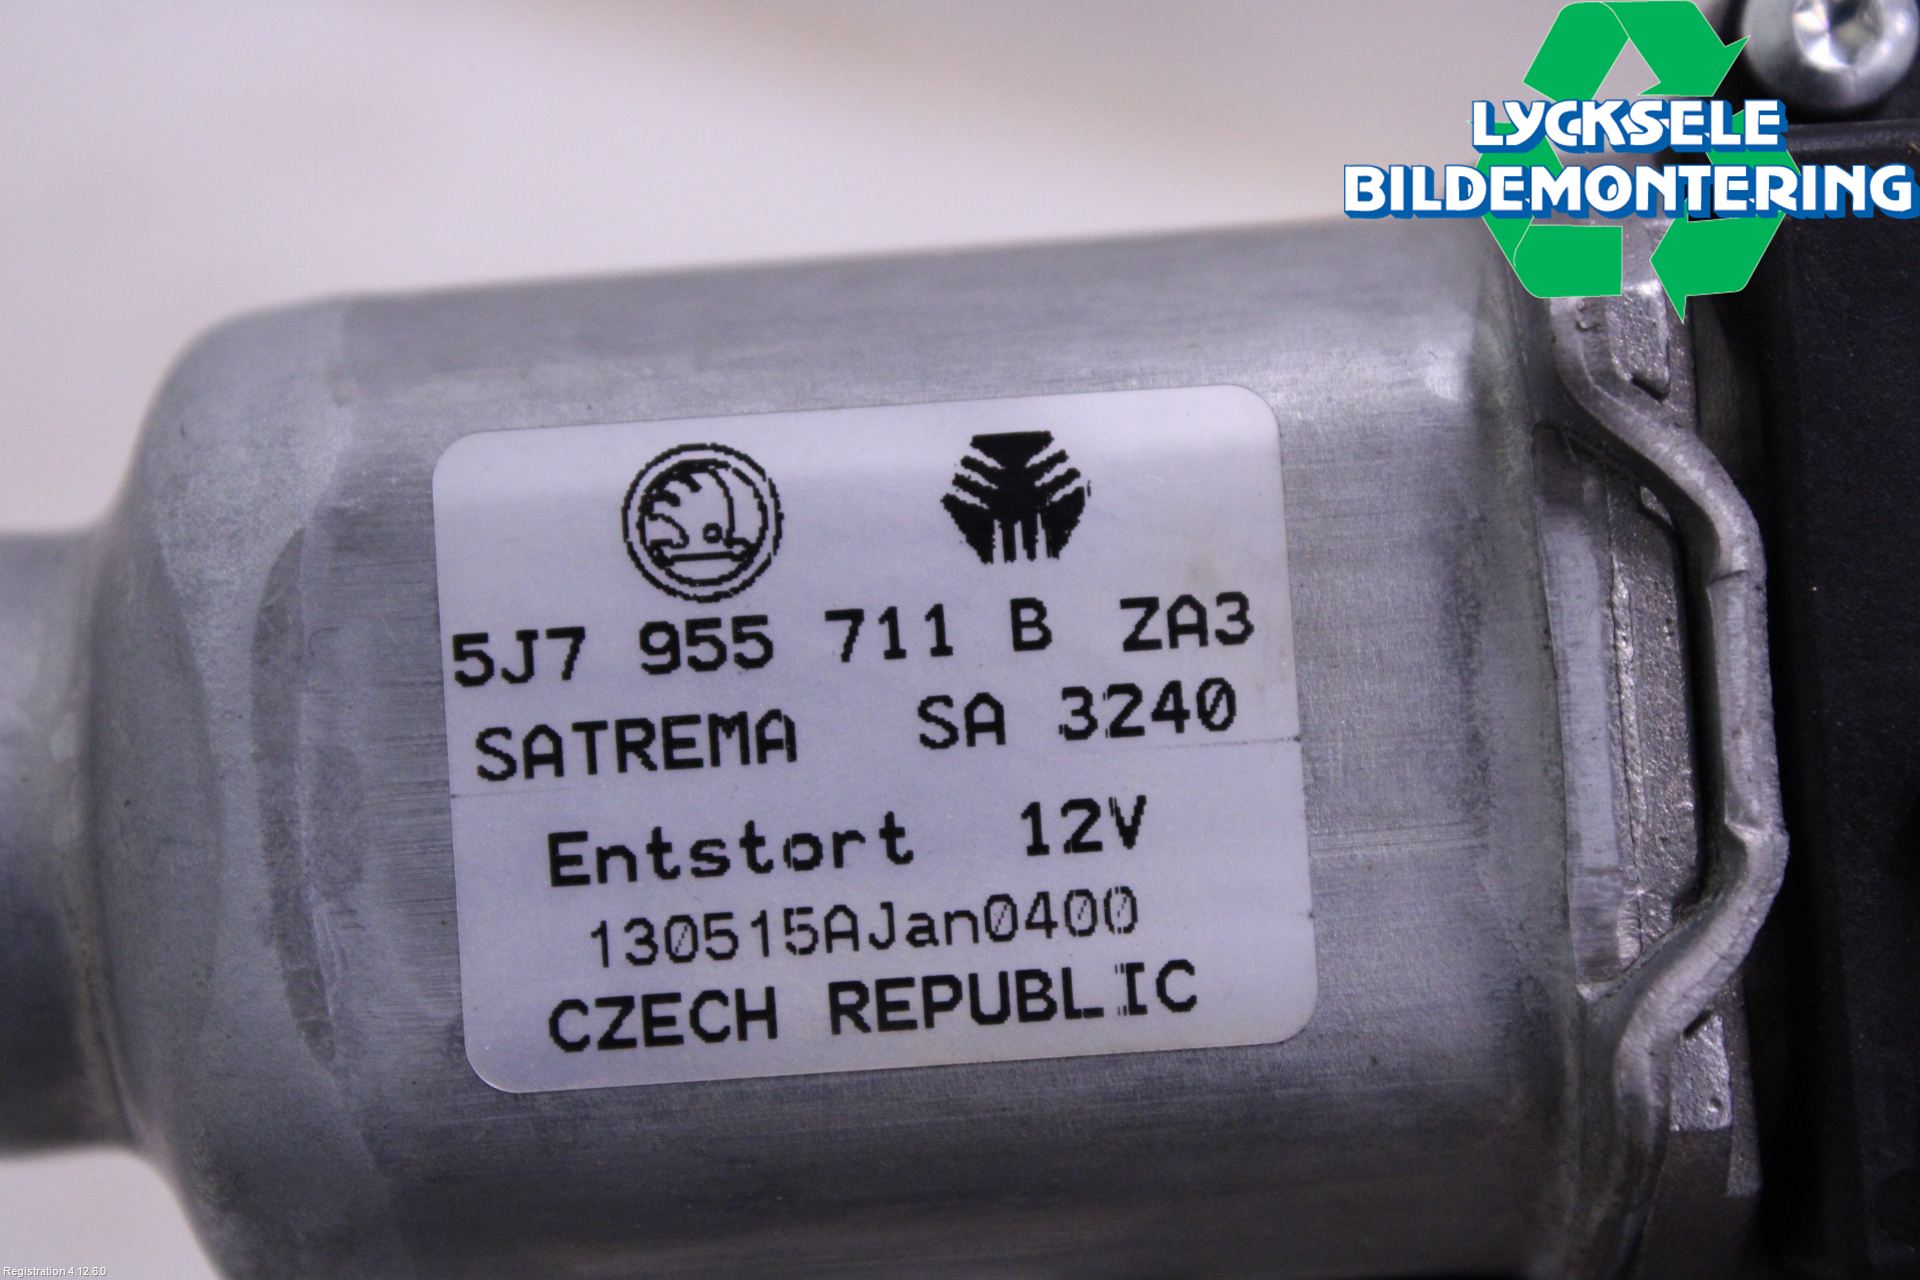 LYCKSELE
BILDEMONTERING
5J7 955 711 B ZA3
SATREMA SA 3240
Entstort 12V
130515AJan0400
CZECH REPUBLIC
Registration 4.12.6.0